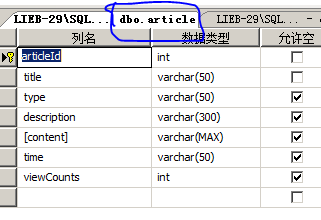 LIEB-29\SQL... dbo.article LIEB-29\SQL... - d
列名 数据类型 允许空
articleId int
title varchar(50)
type varchar(50)
description varchar(300)
[content] varchar(MAX)
time varchar(50)
viewCounts int